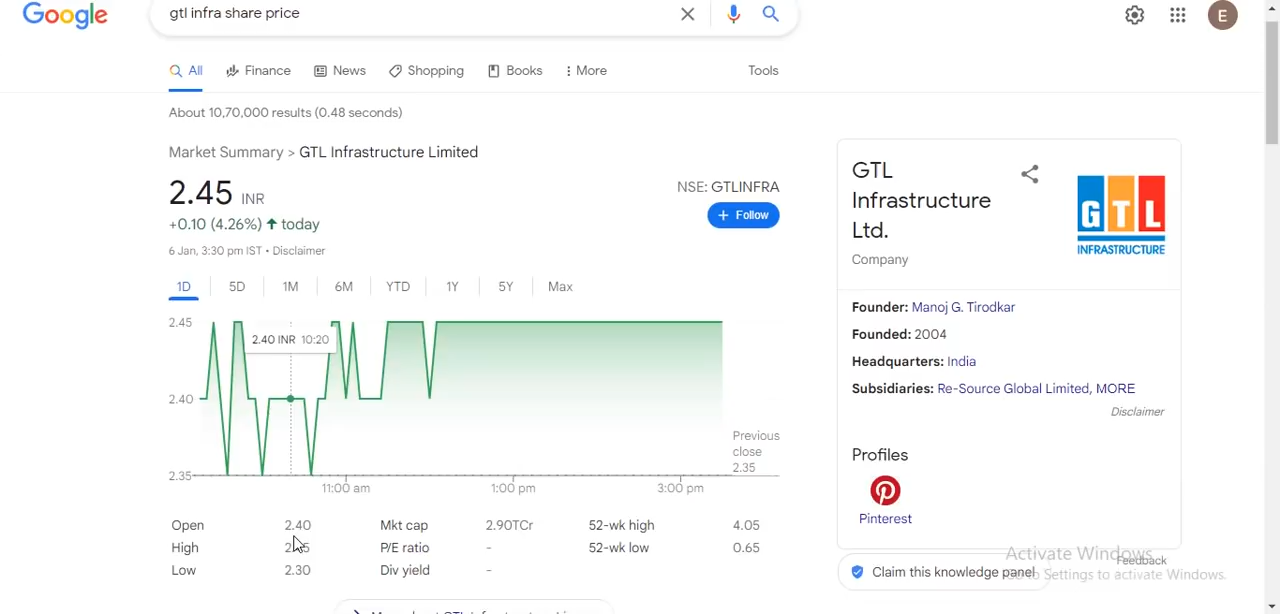 Google
gtl infra share price
E
All Finance News Shopping Books More Tools
About 10,70,000 results (0.48 seconds)
Market Summary > GTL Infrastructure Limited
2.45 INR
NSE: GTLINFRA
+0.10 (4.26%) today
+ Follow
6 Jan, 3:30 pm IST • Disclaimer
1D 5D 1M 6M YTD 1Y 5Y Max
2.45
2.40 INR 10:20
2.40
2.35
Previous
close
2.35
11:00 am 1:00 pm 3:00 pm
Open 2.40 Mkt cap 2.90TCr 52-wk high 4.05
High P/E ratio - 52-wk low 0.65
Low 2.30 Div yield -
GTL
Infrastructure
Ltd.
Company
GTL
INFRASTRUCTURE
Founder: Manoj G. Tirodkar
Founded: 2004
Headquarters: India
Subsidiaries: Re-Source Global Limited, MORE
Disclaimer
Profiles
Pinterest
Activate Windows
Feedback
Claim this knowledge panel
Go to Settings to activate Windows.